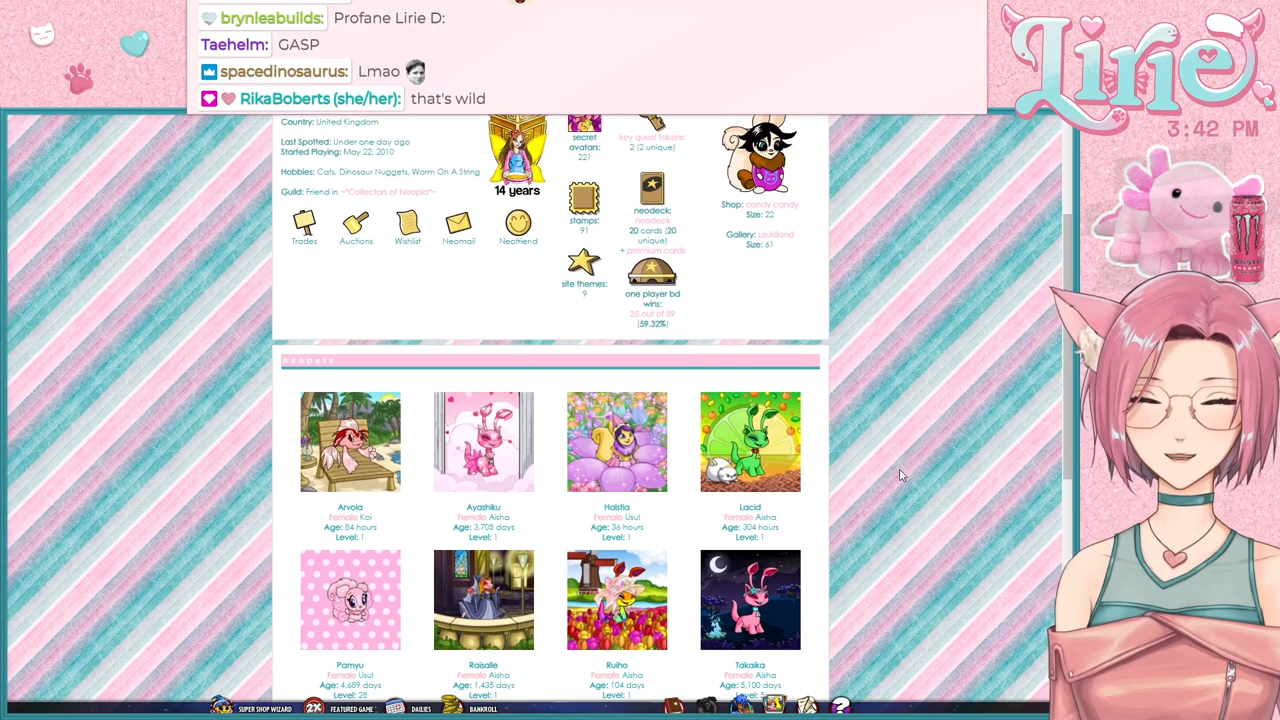 brynleabuilds: Profane Lirie D:
Taehelm: GASP
spacedinosaurus: Lmao
RikaBoberts (she/her): that's wild
Lirie
3:42 PM
Country: United Kingdom
Last Spotted: Under one day ago
Started Playing: May 22, 2010
Hobbies: Cats, Dinosaur Nuggets, Worm On A String
Guild: Friend in ~*Collectors of Neopia*~
Trades
Auctions
Wishlist
Neomail
Neofriend
14 years
secret
avatars:
221
stamps:
91
site themes:
9
key quest tokens:
2 (2 unique)
neodeck:
neodeck
20 cards (20
unique)
+ premium cards
one player bd
wins:
35 out of 59
(59.32%)
Shop: candy candy
Size: 22
Gallery: usukiland
Size: 61
neopets
Arvola
Female Koi
Age: 84 hours
Level: 1
Ayashiku
Female Aisha
Age: 3,705 days
Level: 1
Halstia
Female Usul
Age: 36 hours
Level: 1
Lacid
Female Aisha
Age: 304 hours
Level: 1
Pamyu
Female Usul
Age: 4,689 days
Level: 28
Raisalle
Female Aisha
Age: 1,435 days
Level: 1
Ruiho
Female Aisha
Age: 104 days
Level: 1
Takaika
Female Aisha
Age: 5,100 days
Level:
SUPER SHOP WIZARD
2X FEATURED GAME
DAILIES
BANKROLL
?